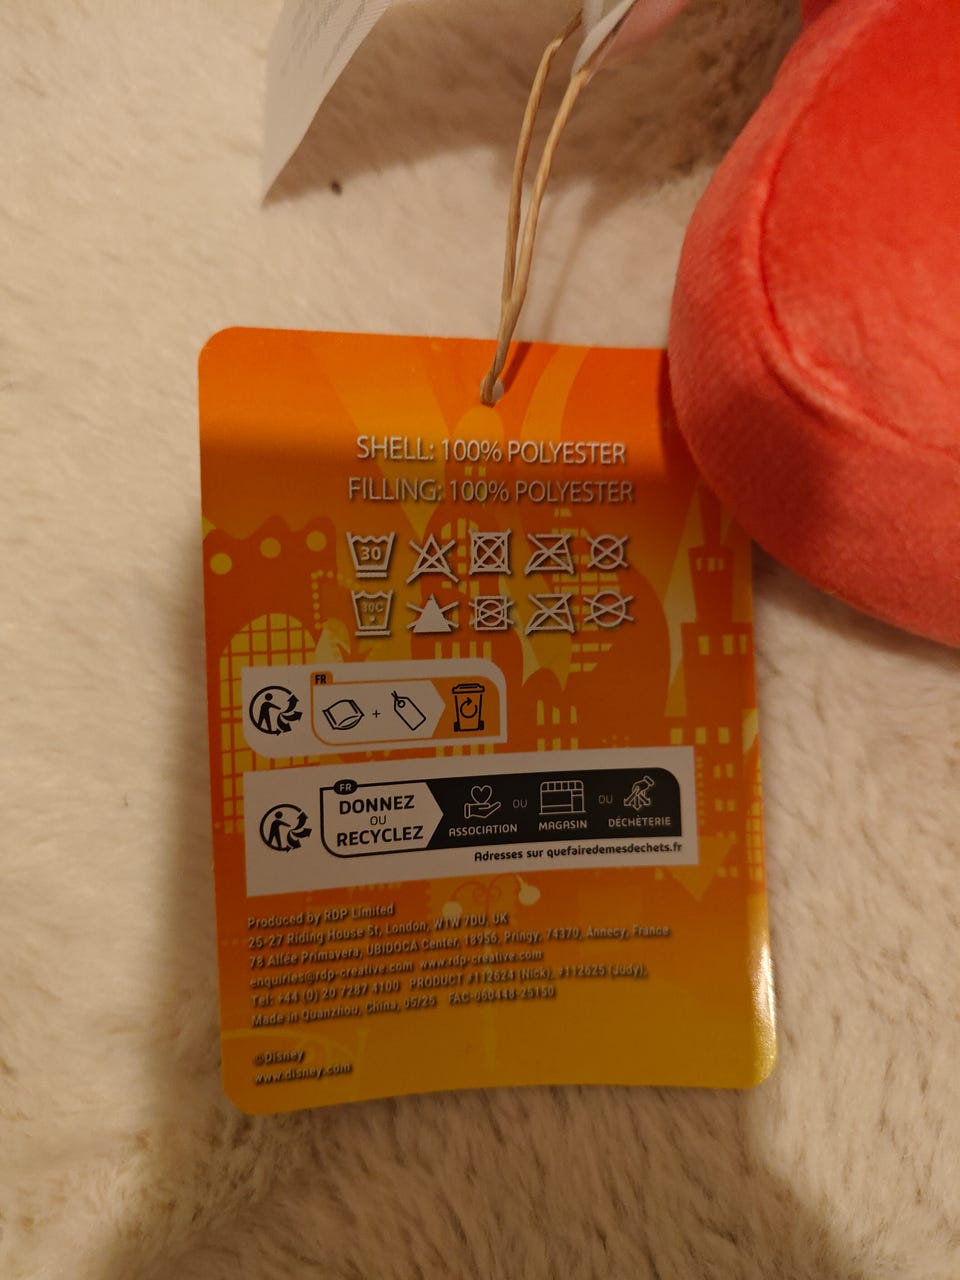 SHELL: 100% POLYESTER
FILLING: 100% POLYESTER
30
30C
FR
+
FR
DONNEZ
OU
RECYCLEZ
ASSOCIATION
OU
MAGASIN
OU
DÉCHÈTERIE
Adresses sur quefairedemesdechets.fr
Produced by RDP Limited
25-27 Riding House St, London, W1W 7DU, UK
78 Allée Primavera, UBIDOCA Center, 18956, Pringy, 74370, Annecy, France
enquiries@rdp-creative.com www.rdp-creative.com
Tel: +44 (0) 20 7287 4100 PRODUCT #112624 (Nick), #112625 (Judy),
Made in Quanzhou, China, 05/25 FAC-060448-25150
©Disney
www.disney.com